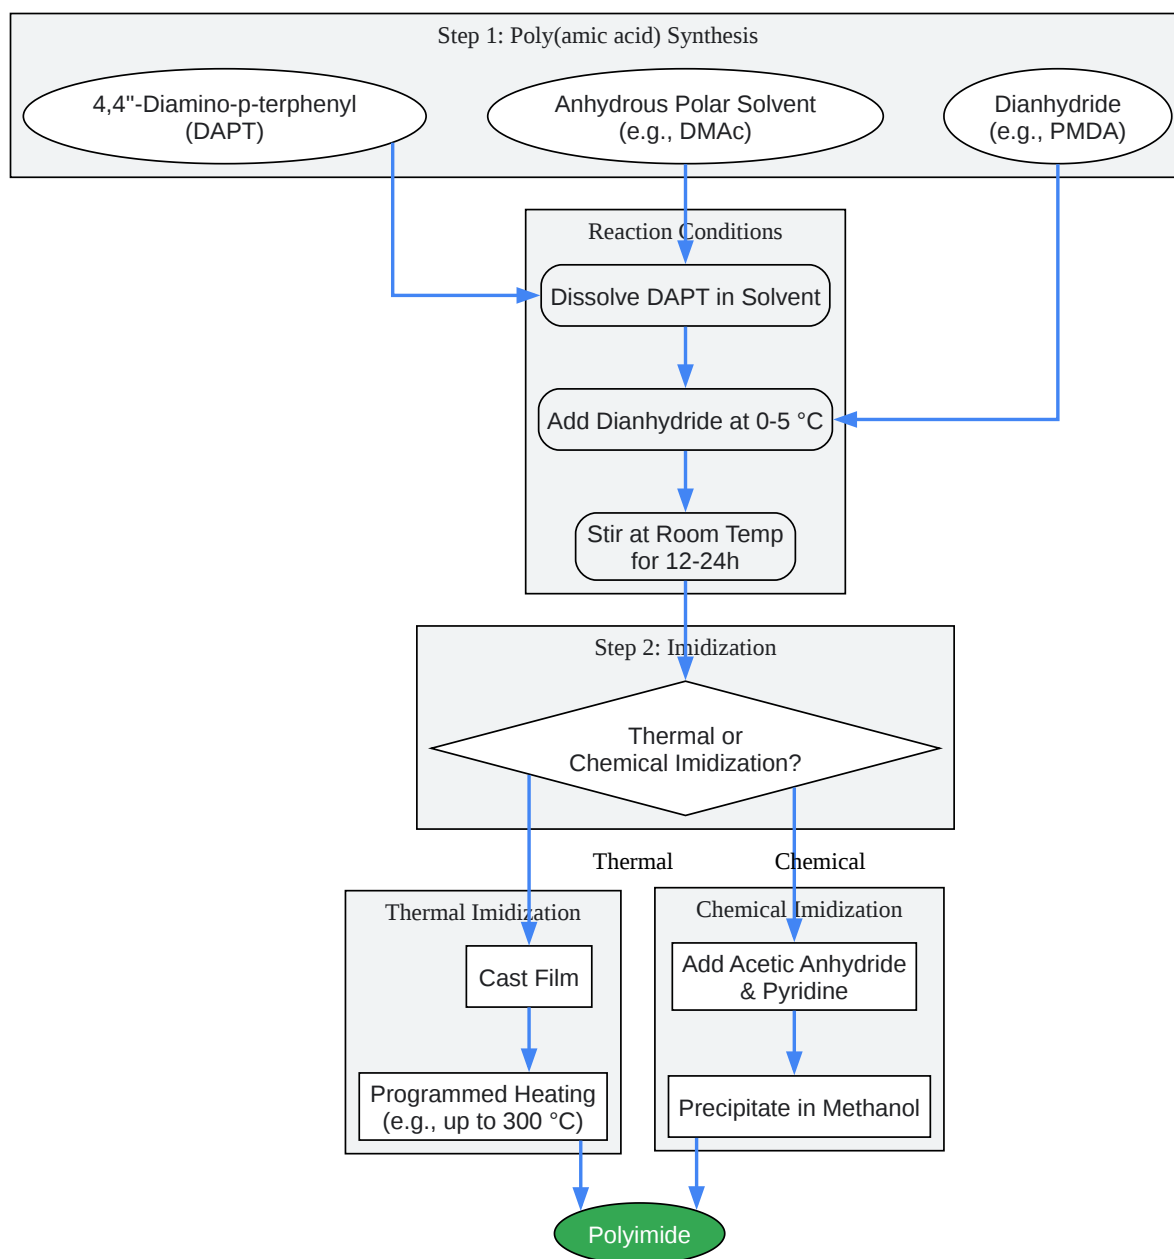 Step 1: Poly(amic acid) Synthesis
4,4''-Diamino-p-terphenyl
(DAPT)
Anhydrous Polar Solvent
(e.g., DMAc)
Dianhydride
(e.g., PMDA)
Reaction Conditions
Dissolve DAPT in Solvent
Add Dianhydride at 0-5 °C
Stir at Room Temp
for 12-24h
Step 2: Imidization
Thermal or
Chemical Imidization?
Thermal
Chemical
Thermal Imidization
Cast Film
Programmed Heating
(e.g., up to 300 °C)
Chemical Imidization
Add Acetic Anhydride
& Pyridine
Precipitate in Methanol
Polyimide